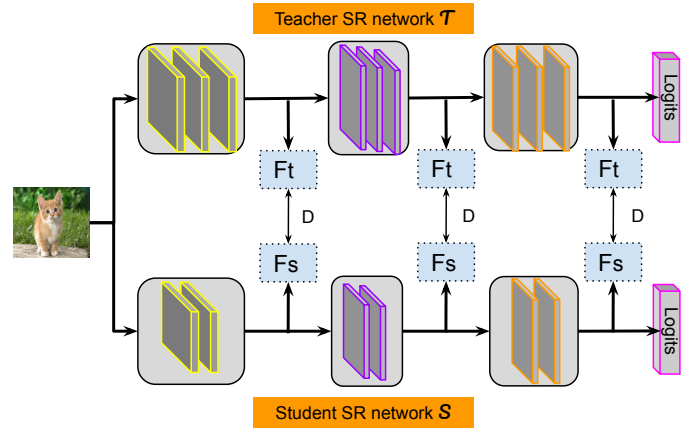 Teacher SR network 𝒯
Logits
Ft
Ft
Ft
D
D
D
Fs
Fs
Fs
Logits
Student SR network 𝒮